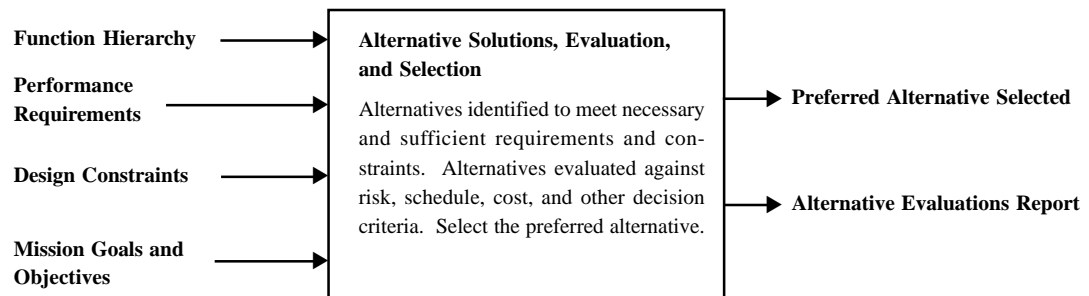 Function Hierarchy
Performance
Requirements
Design Constraints
Mission Goals and
Objectives
Alternative Solutions, Evaluation,
and Selection
Alternatives identified to meet necessary
and sufficient requirements and con-
straints. Alternatives evaluated against
risk, schedule, cost, and other decision
criteria. Select the preferred alternative.
Preferred Alternative Selected
Alternative Evaluations Report